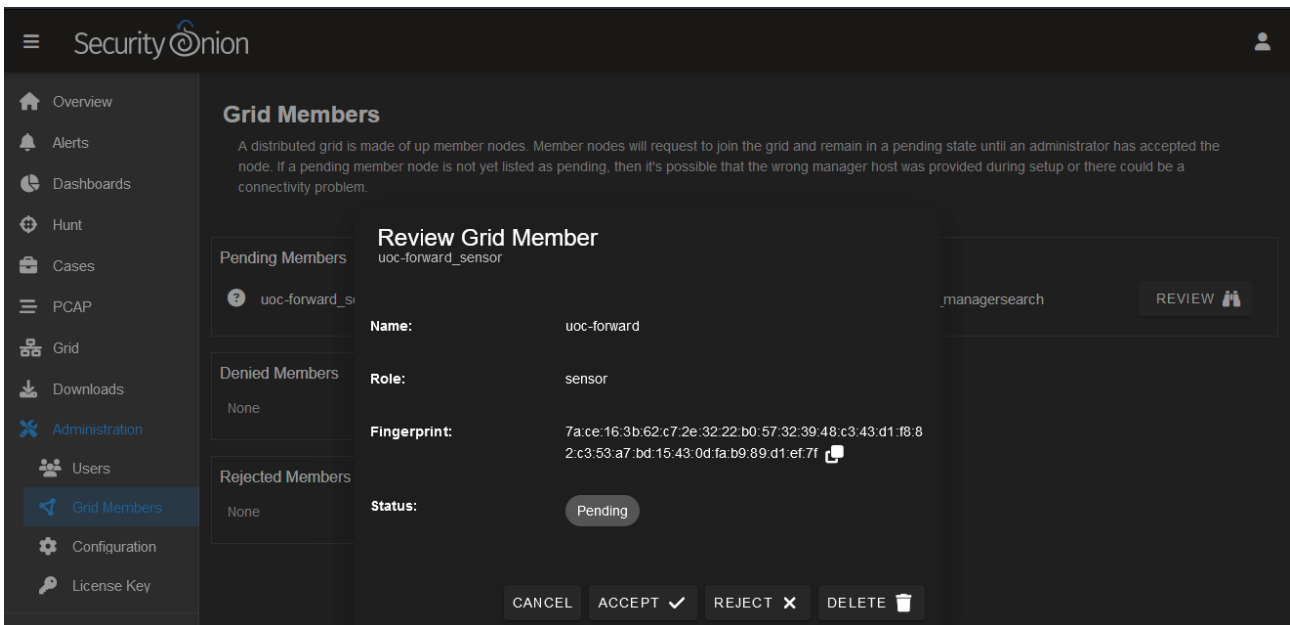 Security Onion
Overview
Alerts
Dashboards
Hunt
Cases
PCAP
Grid
Downloads
Administration
Users
Grid Members
Configuration
License Key
Grid Members
A distributed grid is made of up member nodes. Member nodes will request to join the grid and remain in a pending state until an administrator has accepted the
node. If a pending member node is not yet listed as pending, then it's possible that the wrong manager host was provided during setup or there could be a
connectivity problem.
Pending Members
uoc-forward_s
_managersearch
REVIEW
Denied Members
None
Rejected Members
None
Review Grid Member
uoc-forward_sensor
Name: uoc-forward
Role: sensor
Fingerprint: 7a:ce:16:3b:62:c7:2e:32:22:b0:57:32:39:48:c3:43:d1:f8:8
2:c3:53:a7:bd:15:43:0d:fa:b9:89:d1:ef:7f
Status: Pending
CANCEL ACCEPT REJECT DELETE